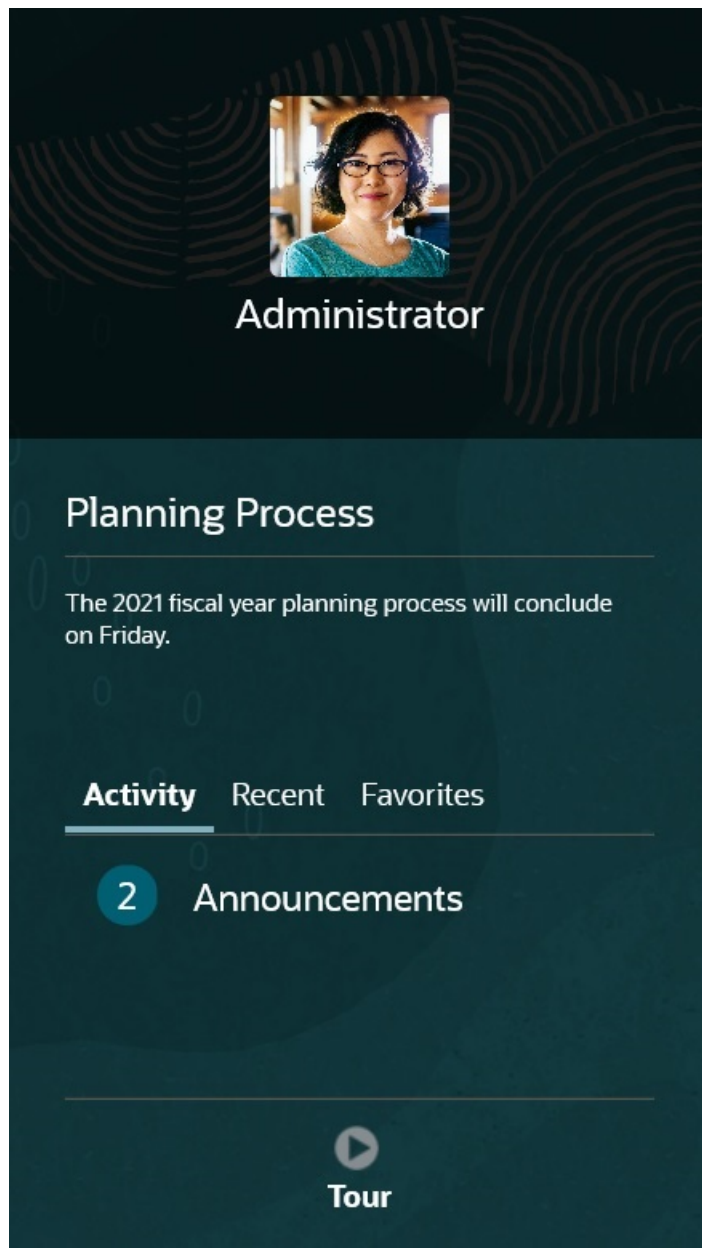 Administrator
Planning Process
The 2021 fiscal year planning process will conclude
on Friday.
Activity Recent Favorites
2 Announcements
Tour